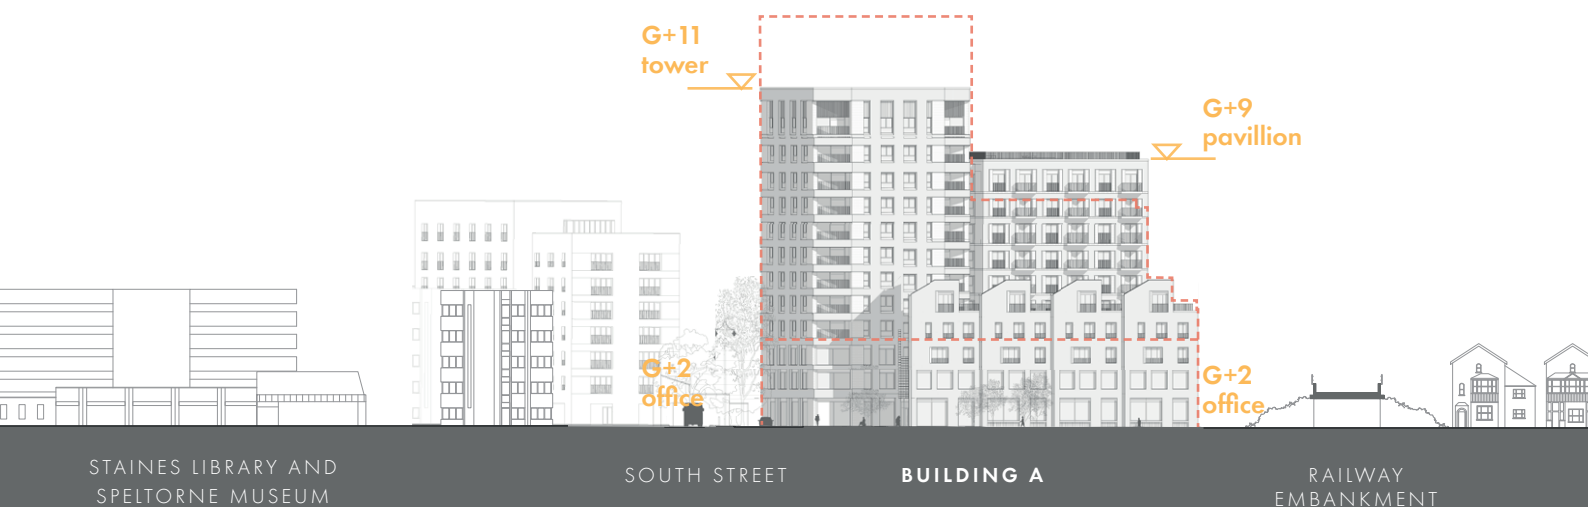 G+11
tower
G+9
pavillion
G+2
office
G+2
office
STAINES LIBRARY AND
SPELTORNE MUSEUM
SOUTH STREET
BUILDING A
RAILWAY
EMBANKMENT